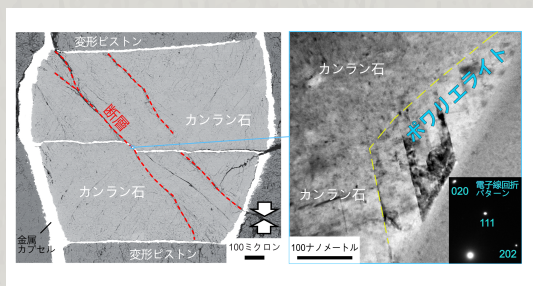 変形ピストン
断層
カンラン石
カンラン石
金属
カプセル
変形ピストン
100ミクロン
カンラン石
ポワリエライト
カンラン石
100ナノメートル
電子線回折
パターン
020
111
202